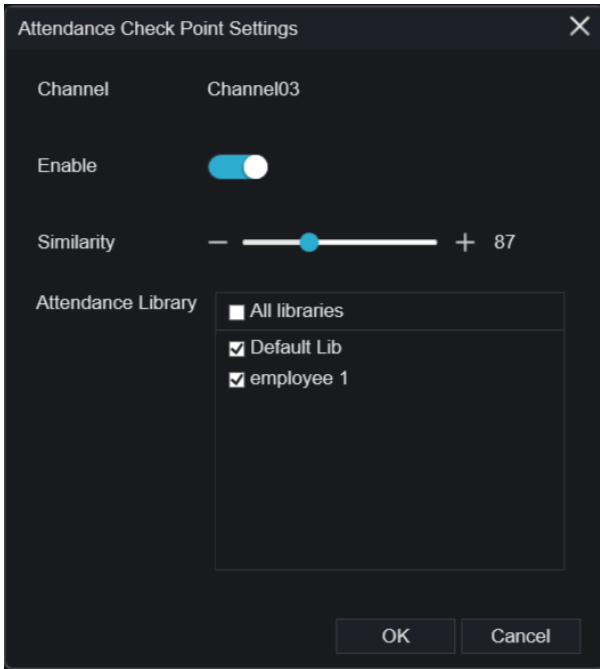 Attendance Check Point Settings
Channel Channel03
Enable
Similarity 87
Attendance Library
All libraries
Default Lib
employee 1
OK Cancel